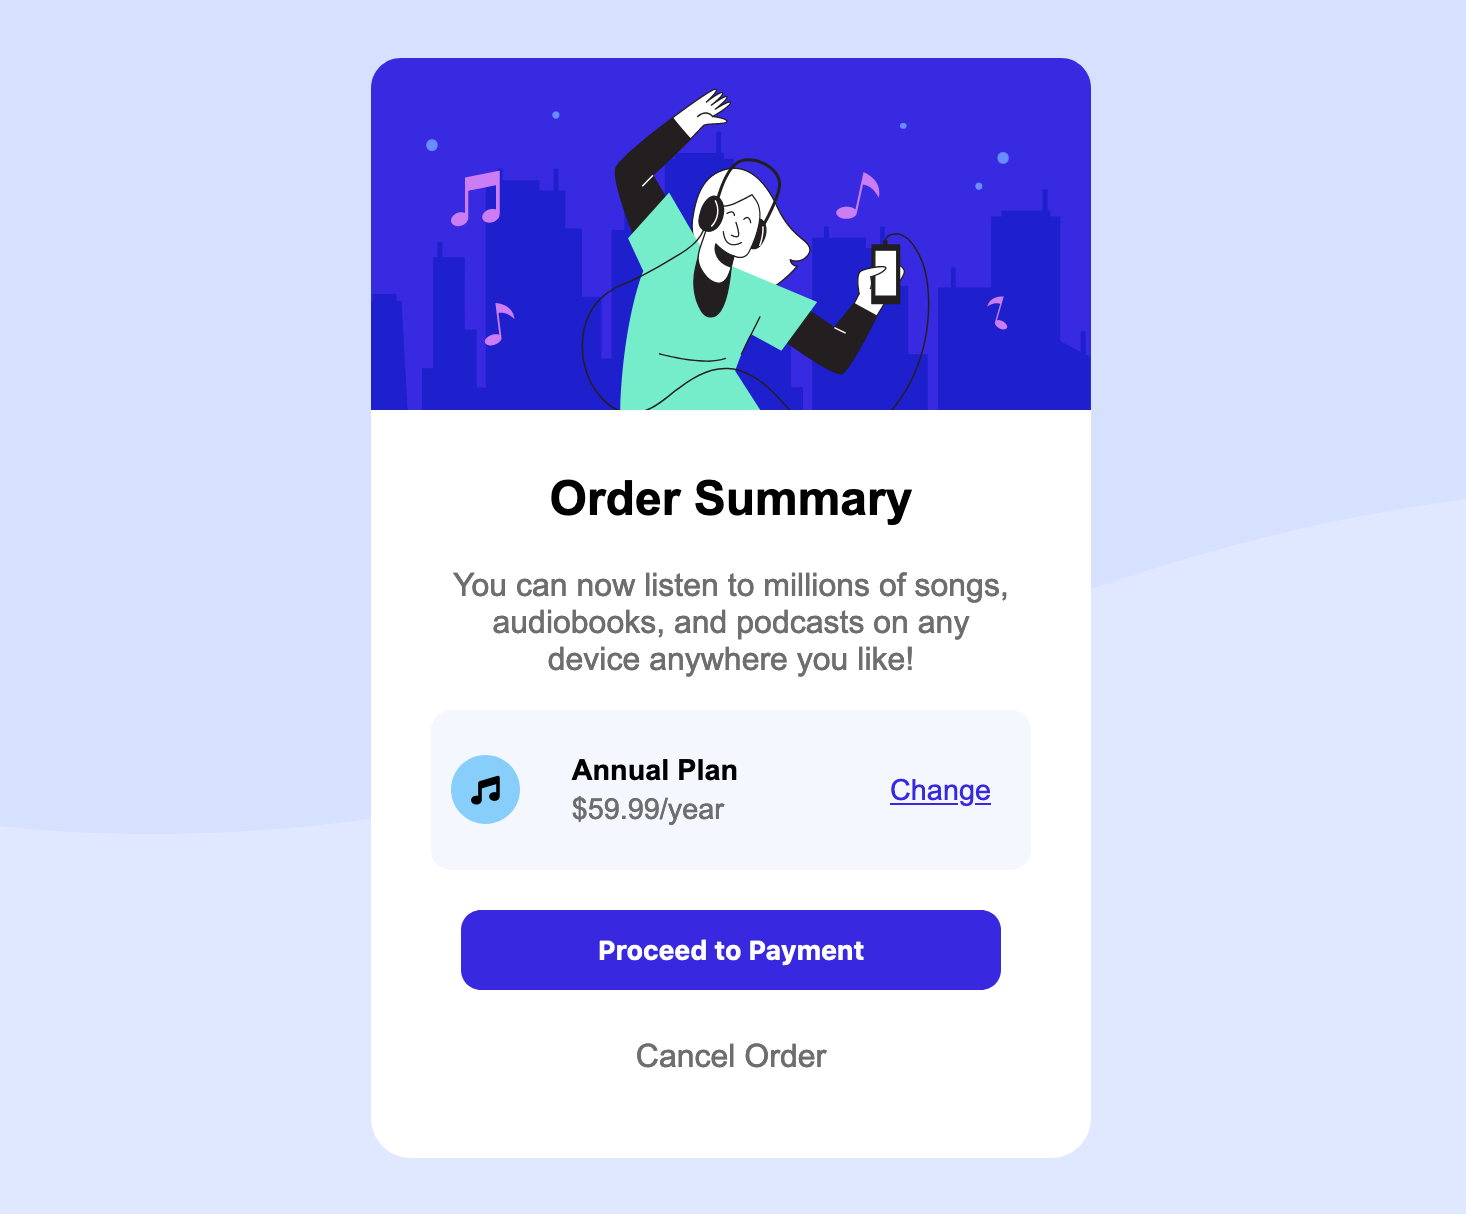 Order Summary
You can now listen to millions of songs,
audiobooks, and podcasts on any
device anywhere you like!
Annual Plan
$59.99/year
Change
Proceed to Payment
Cancel Order